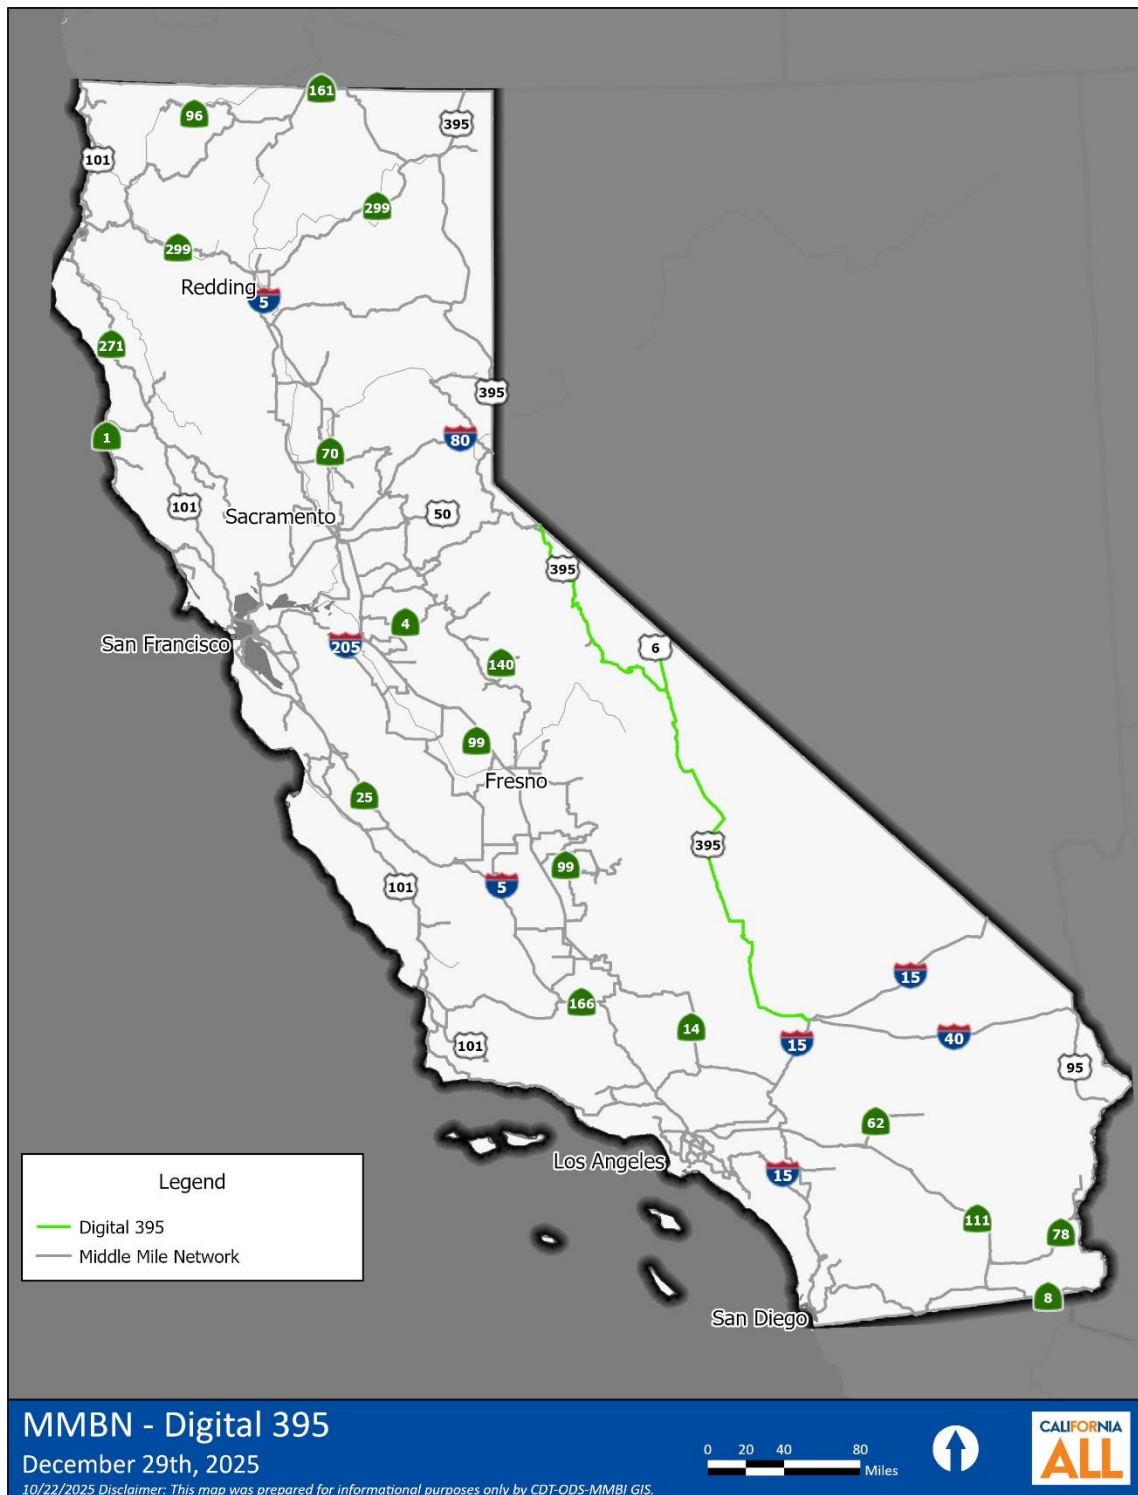 161
96
395
101
299
299
Redding
5
271
395
1
80
70
101
50
Sacramento
395
4
6
San Francisco
205
140
99
Fresno
25
395
99
5
101
15
166
14
15
40
101
95
62
Los Angeles
15
111
78
8
San Diego
Legend
Digital 395
Middle Mile Network
MMBN - Digital 395
December 29th, 2025
10/22/2025 Disclaimer: This map was prepared for informational purposes only by CDT-ODS-MMBI GIS.
0 20 40 80
Miles
CALIFORNIA
ALL